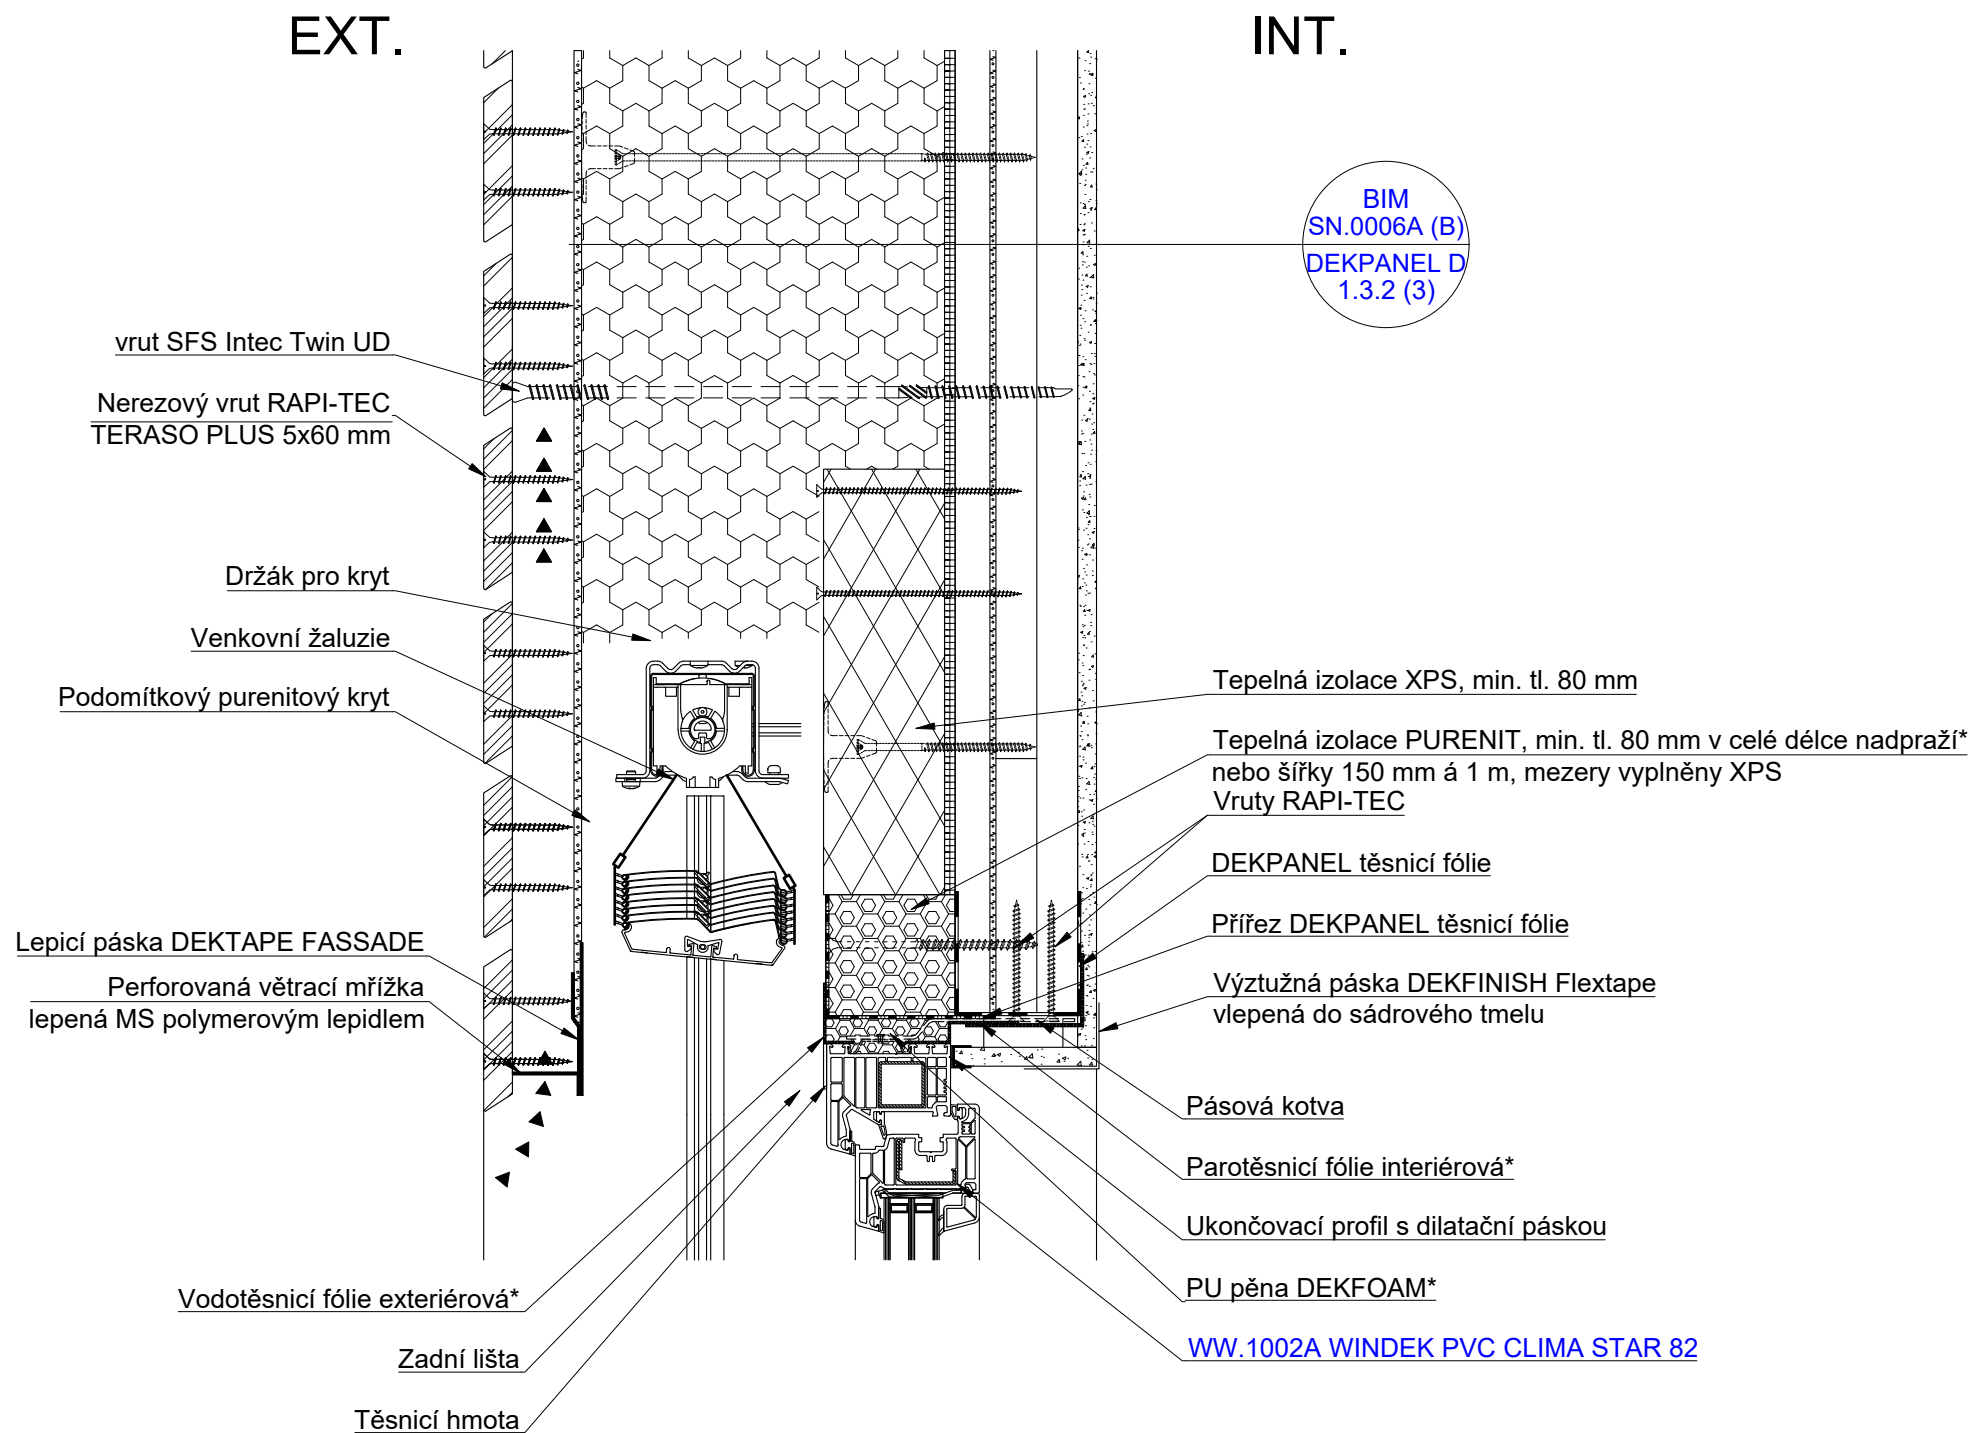 EXT.
INT.
BIM
SN.0006A (B)
DEKPANEL D
1.3.2 (3)
vrut SFS Intec Twin UD
Nerezový vrut RAPI-TEC
TERASO PLUS 5x60 mm
Držák pro kryt
Venkovní žaluzie
Podomítkový purenitový kryt
Lepicí páska DEKTAPE FASSADE
Perforovaná větrací mřížka
lepená MS polymerovým lepidlem
Vodotěsnicí fólie exteriérová*
Zadní lišta
Těsnicí hmota
Tepelná izolace XPS, min. tl. 80 mm
Tepelná izolace PURENIT, min. tl. 80 mm v celé délce nadpraží*
nebo šířky 150 mm á 1 m, mezery vyplněny XPS
Vruty RAPI-TEC
DEKPANEL těsnicí fólie
Přířez DEKPANEL těsnicí fólie
Výztužná páska DEKFINISH Flextape
vlepená do sádrového tmelu
Pásová kotva
Parotěsnicí fólie interiérová*
Ukončovací profil s dilatační páskou
PU pěna DEKFOAM*
WW.1002A WINDEK PVC CLIMA STAR 82